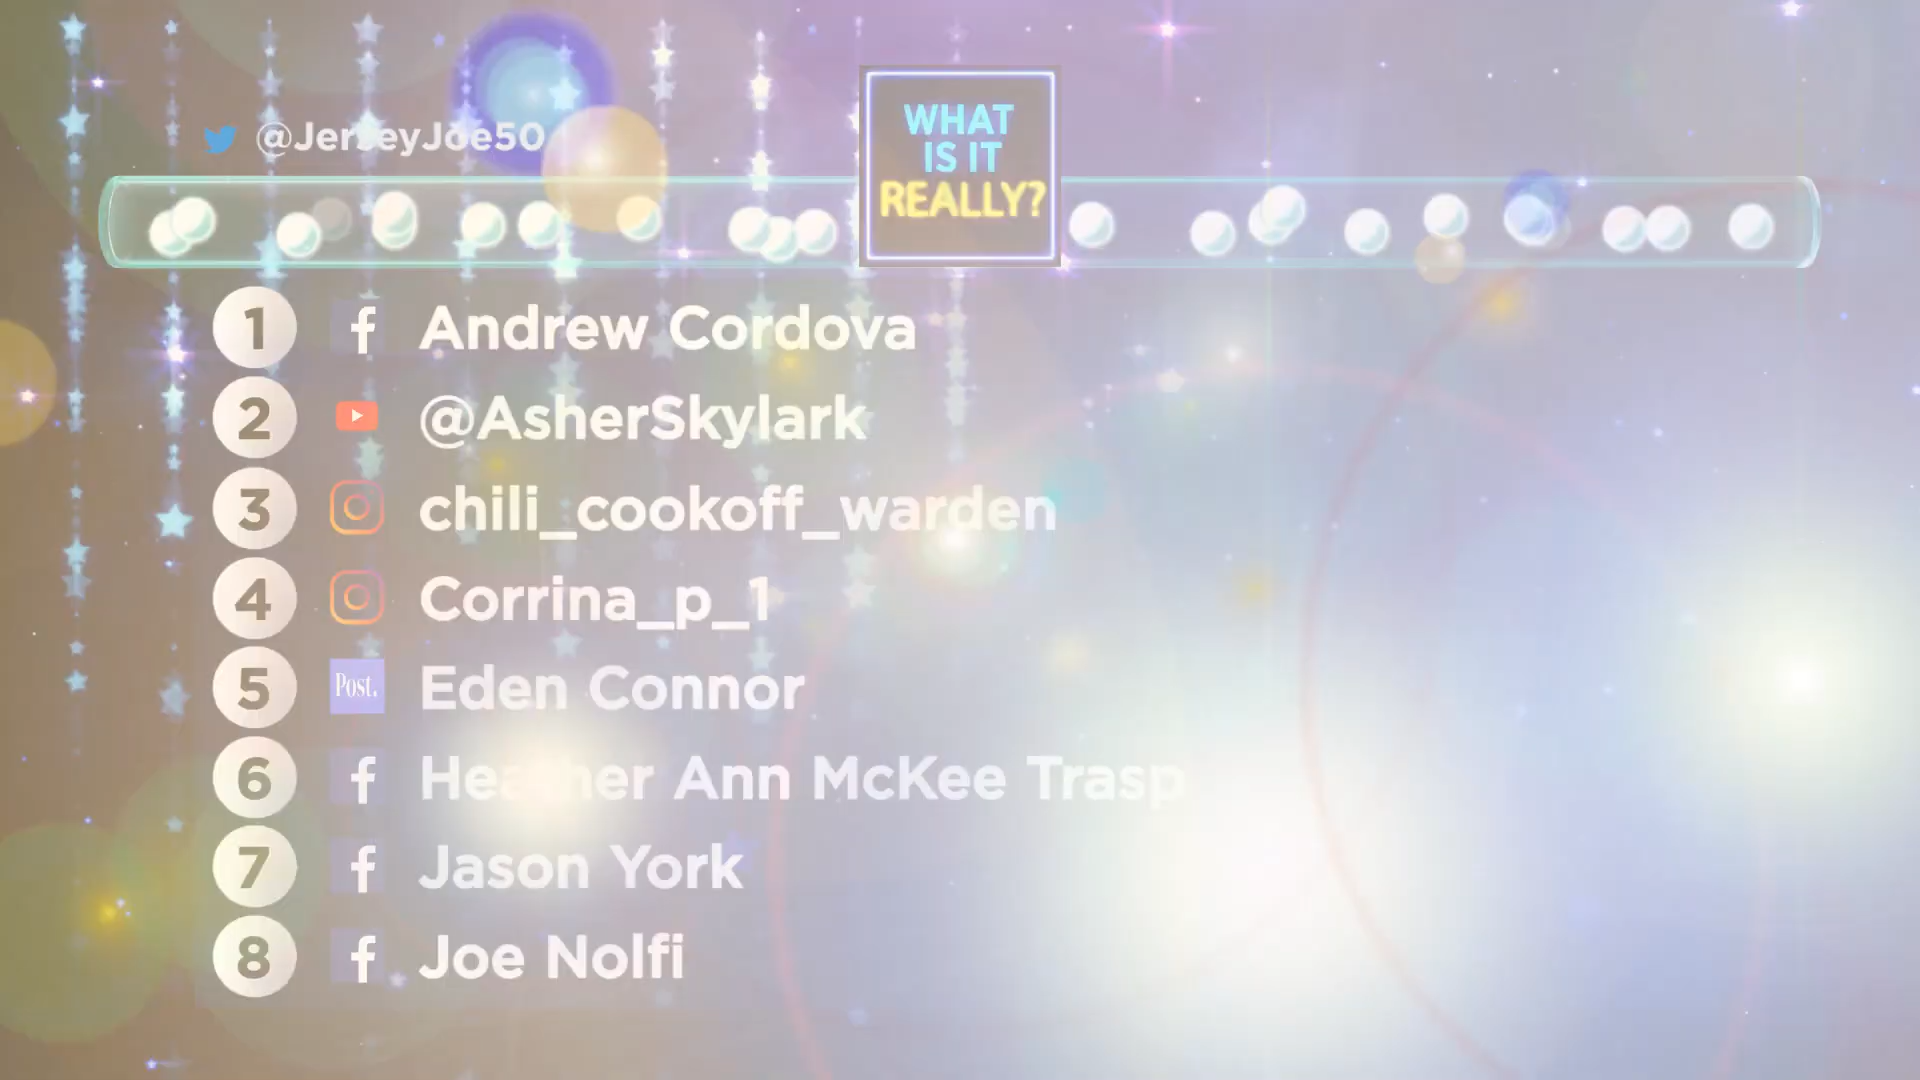 @JerseyJoe50
WHAT
IS IT
REALLY?
1 Andrew Cordova
2 @AsherSkylark
3 chili_cookoff_warden
4 Corrina_p_1
5 Post. Eden Connor
6 Heather Ann McKee Trasp
7 Jason York
8 Joe Nolfi